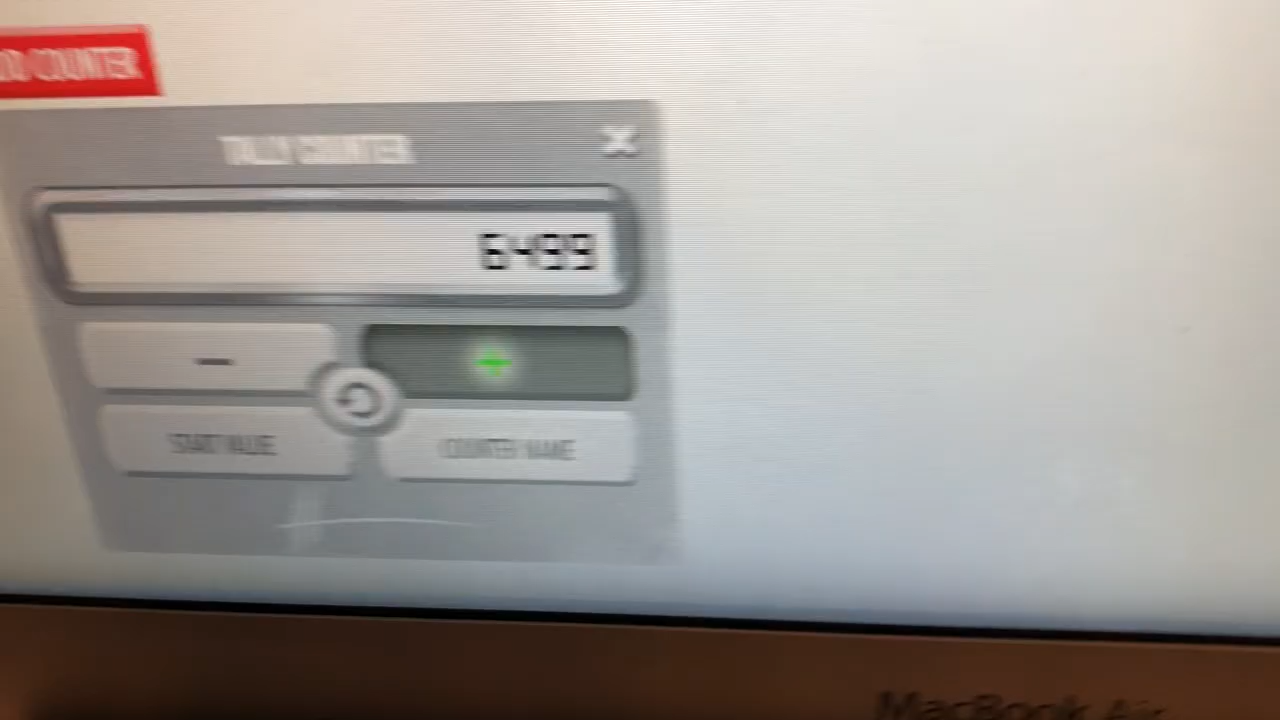 COUNTER
TALLY COUNTER
6499
START VALUE
COUNTER NAME
MacBook Air